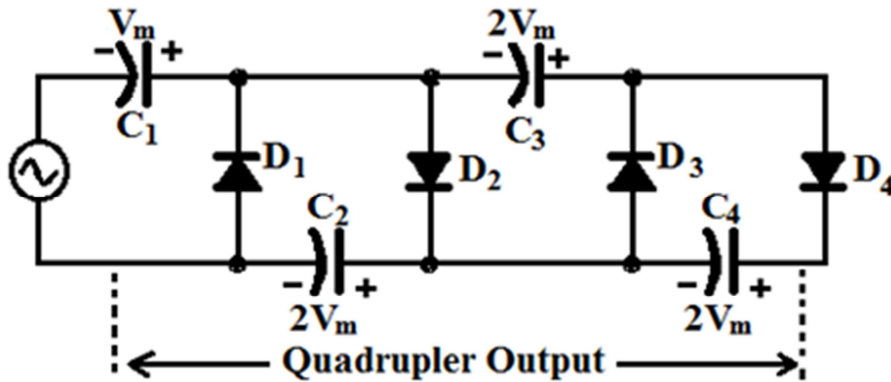 Vm 2Vm
- + - +
C1 C3
D1 D2 D3 D4
C2 C4
- + - +
2Vm 2Vm
Quadrupler Output